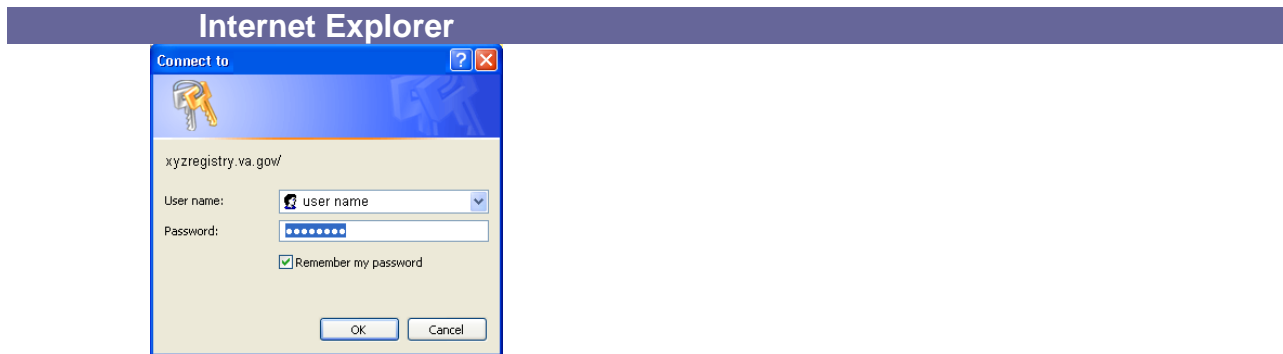 Internet Explorer
Connect to
xyzregistry.va.gov/
User name: user name
Password: ••••••••
Remember my password
OK Cancel